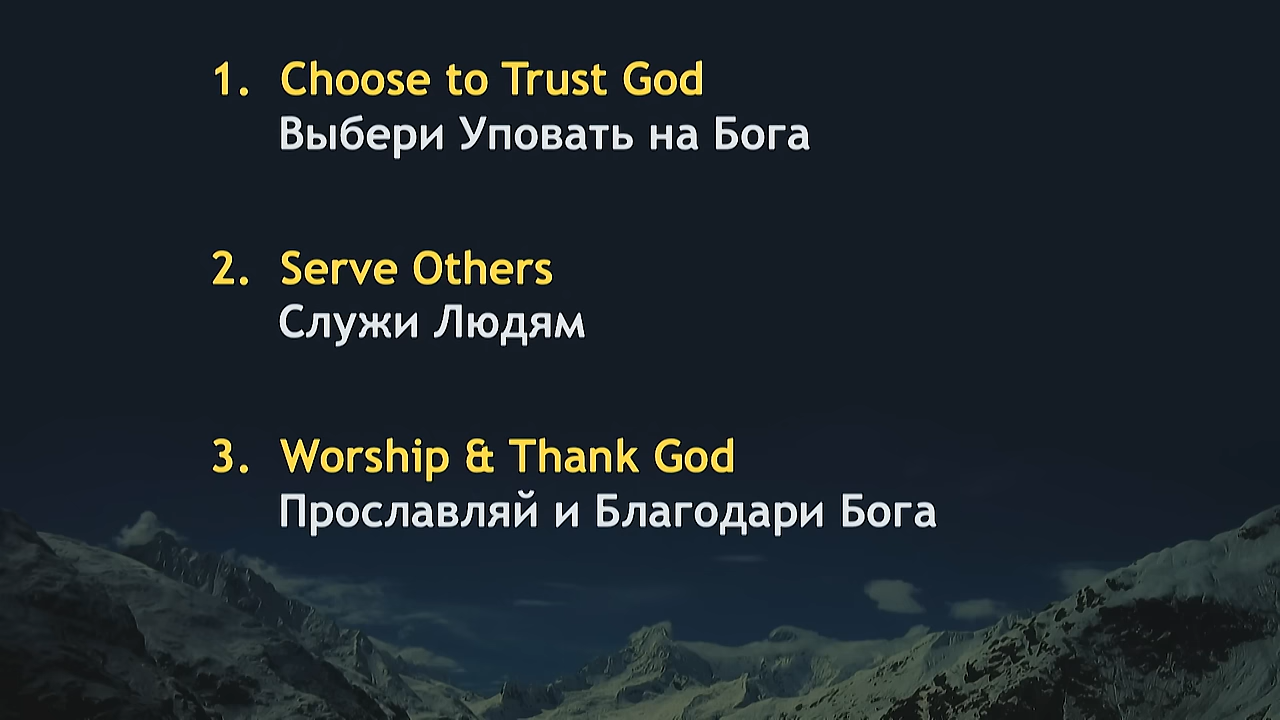 1. Choose to Trust God
Выбери Уповать на Бога
2. Serve Others
Служи Людям
3. Worship & Thank God
Прославляй и Благодари Бога